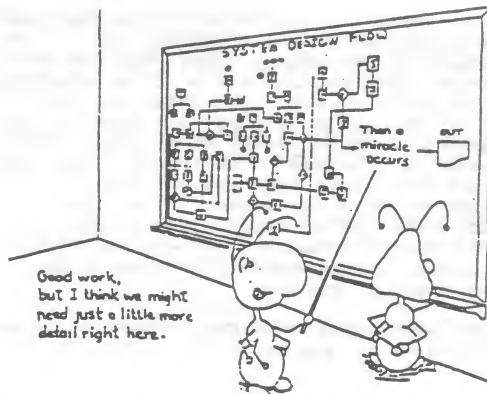 SYSTEM DESIGN FLOW
Then a
miracle
occurs
OUT
Good work,
but I think we might
need just a little more
detail right here.